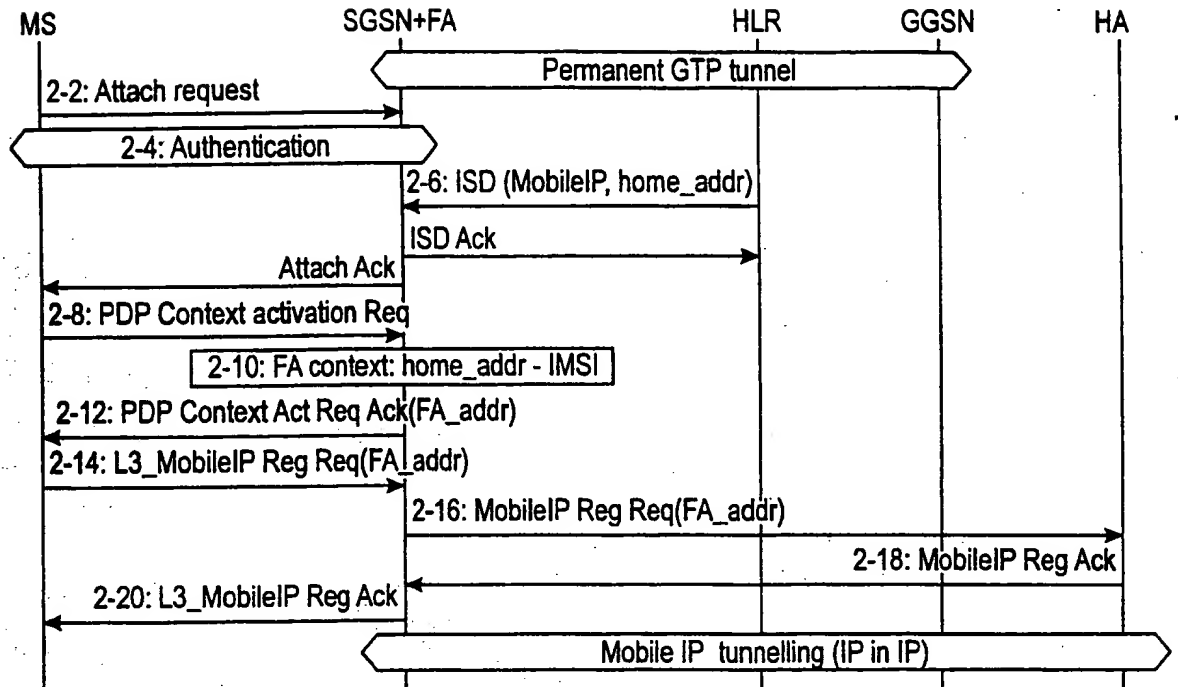 MS SGSN+FA HLR GGSN HA
Permanent GTP tunnel
2-2: Attach request
2-4: Authentication
2-6: ISD (MobileIP, home_addr)
ISD Ack
Attach Ack
2-8: PDP Context activation Req
2-10: FA context: home_addr - IMSI
2-12: PDP Context Act Req Ack(FA_addr)
2-14: L3_MobileIP Reg Req(FA_addr)
2-16: MobileIP Reg Req(FA_addr)
2-18: MobileIP Reg Ack
2-20: L3_MobileIP Reg Ack
Mobile IP tunnelling (IP in IP)